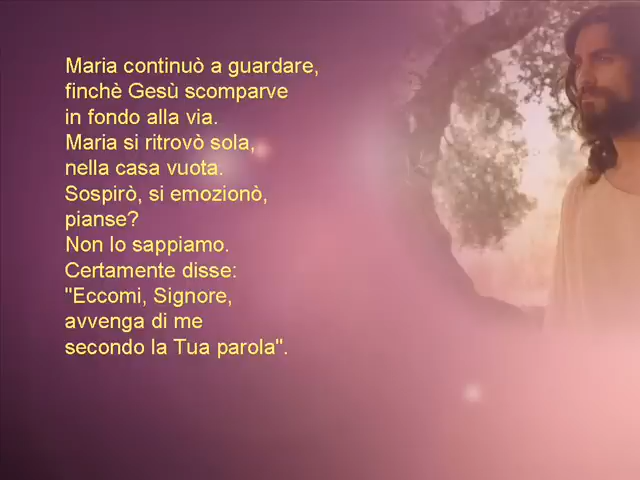 Maria continuò a guardare,
finchè Gesù scomparve
in fondo alla via.
Maria si ritrovò sola,
nella casa vuota.
Sospirò, si emozionò,
pianse?
Non lo sappiamo.
Certamente disse:
"Eccomi, Signore,
avvenga di me
secondo la Tua parola".